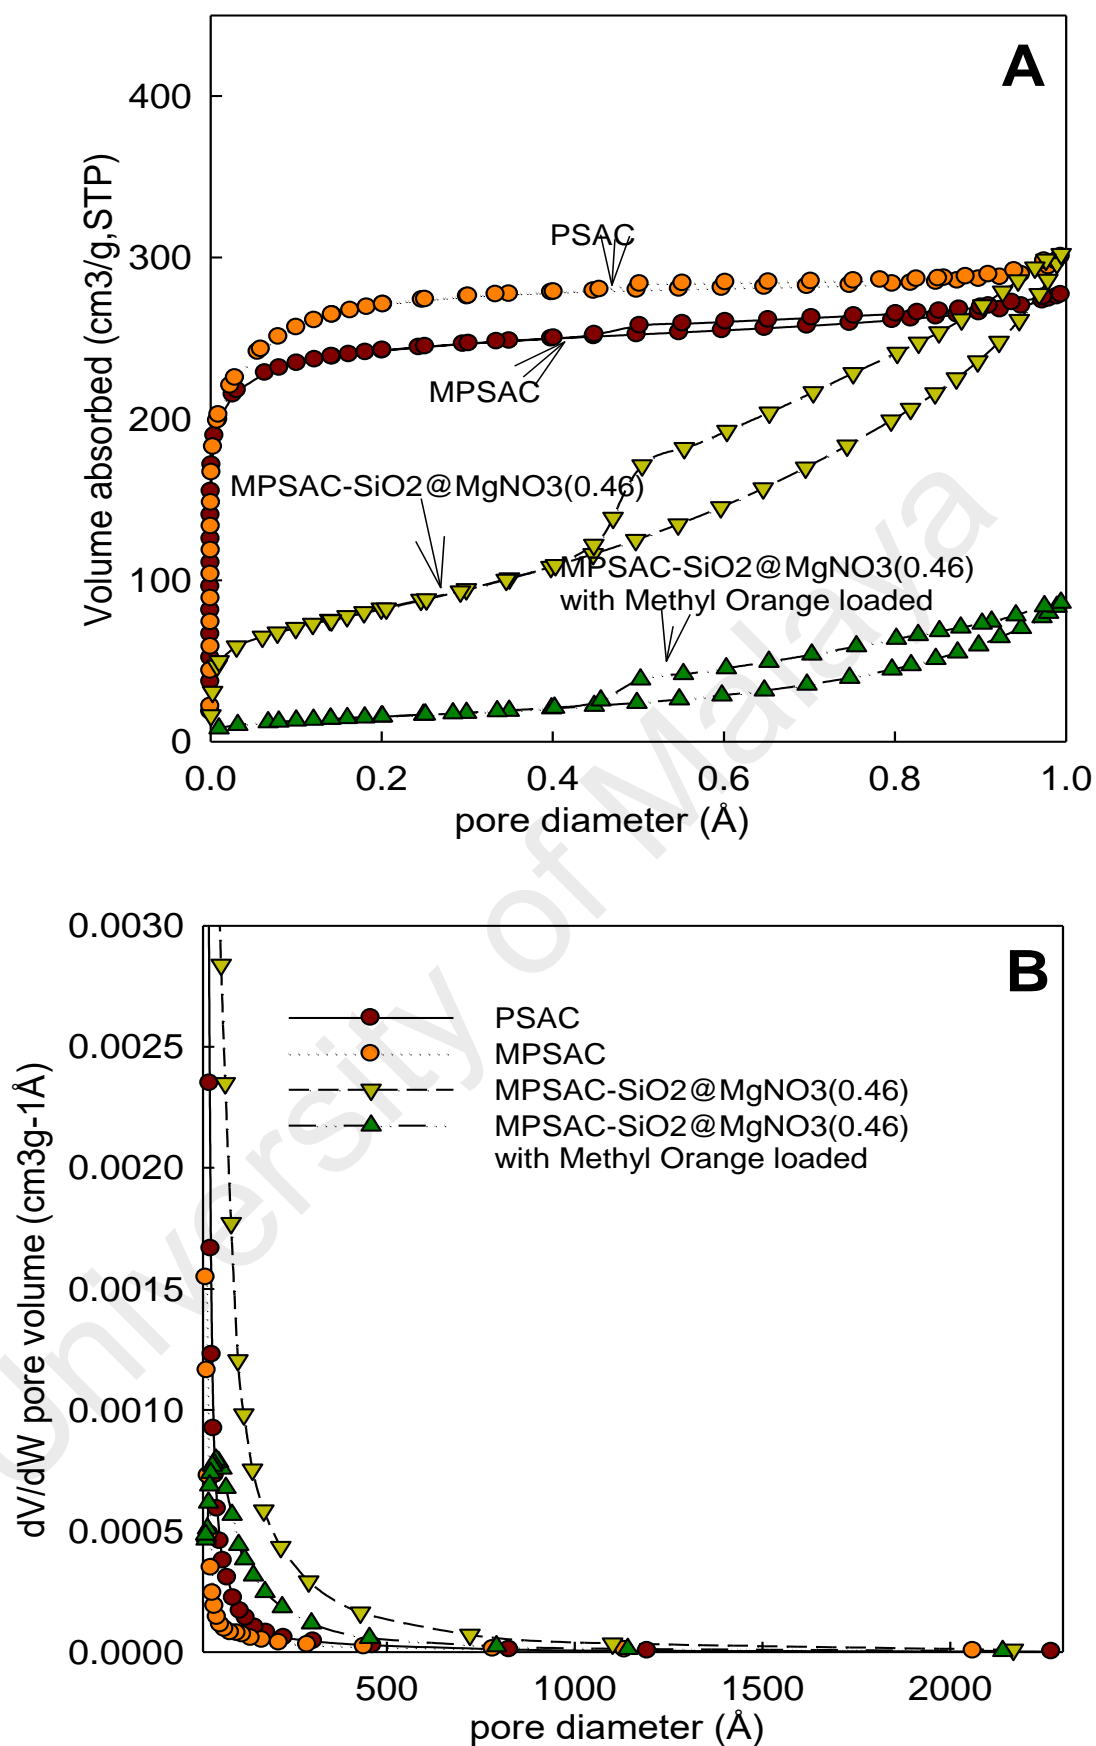 A
400
300
200
100
0
Volume absorbed (cm3/g,STP)
PSAC
MPSAC
MPSAC-SiO2@MgNO3(0.46)
MPSAC-SiO2@MgNO3(0.46)
with Methyl Orange loaded
0.0 0.2 0.4 0.6 0.8 1.0
pore diameter (Å)
B
0.0030
0.0025
0.0020
0.0015
0.0010
0.0005
0.0000
dV/dW pore volume (cm3g-1Å)
PSAC
MPSAC
MPSAC-SiO2@MgNO3(0.46)
MPSAC-SiO2@MgNO3(0.46)
with Methyl Orange loaded
500 1000 1500 2000
pore diameter (Å)
University of Malaya